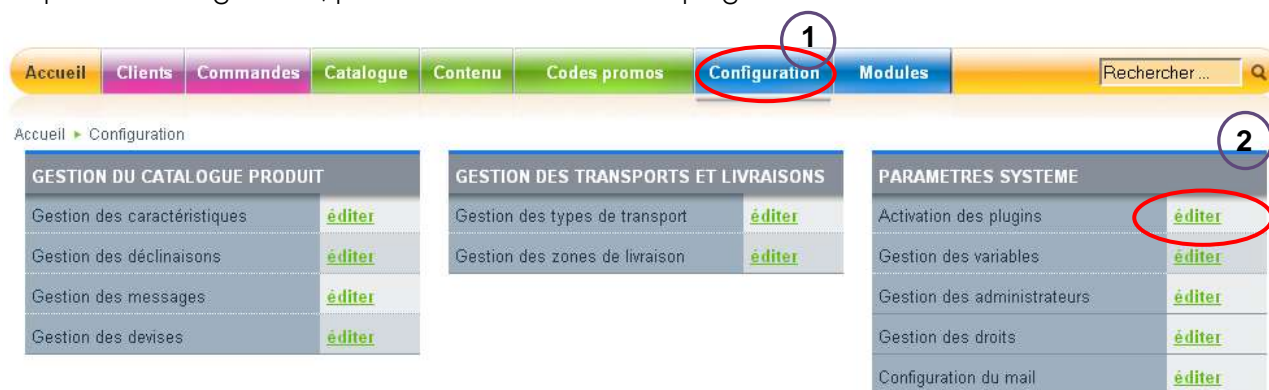 1
Accueil Clients Commandes Catalogue Contenu Codes promos Configuration Modules Rechercher...
Accueil ► Configuration
2
GESTION DU CATALOGUE PRODUIT
Gestion des caractéristiques éditer
Gestion des déclinaisons éditer
Gestion des messages éditer
Gestion des devises éditer
GESTION DES TRANSPORTS ET LIVRAISONS
Gestion des types de transport éditer
Gestion des zones de livraison éditer
PARAMETRES SYSTEME
Activation des plugins éditer
Gestion des variables éditer
Gestion des administrateurs éditer
Gestion des droits éditer
Configuration du mail éditer